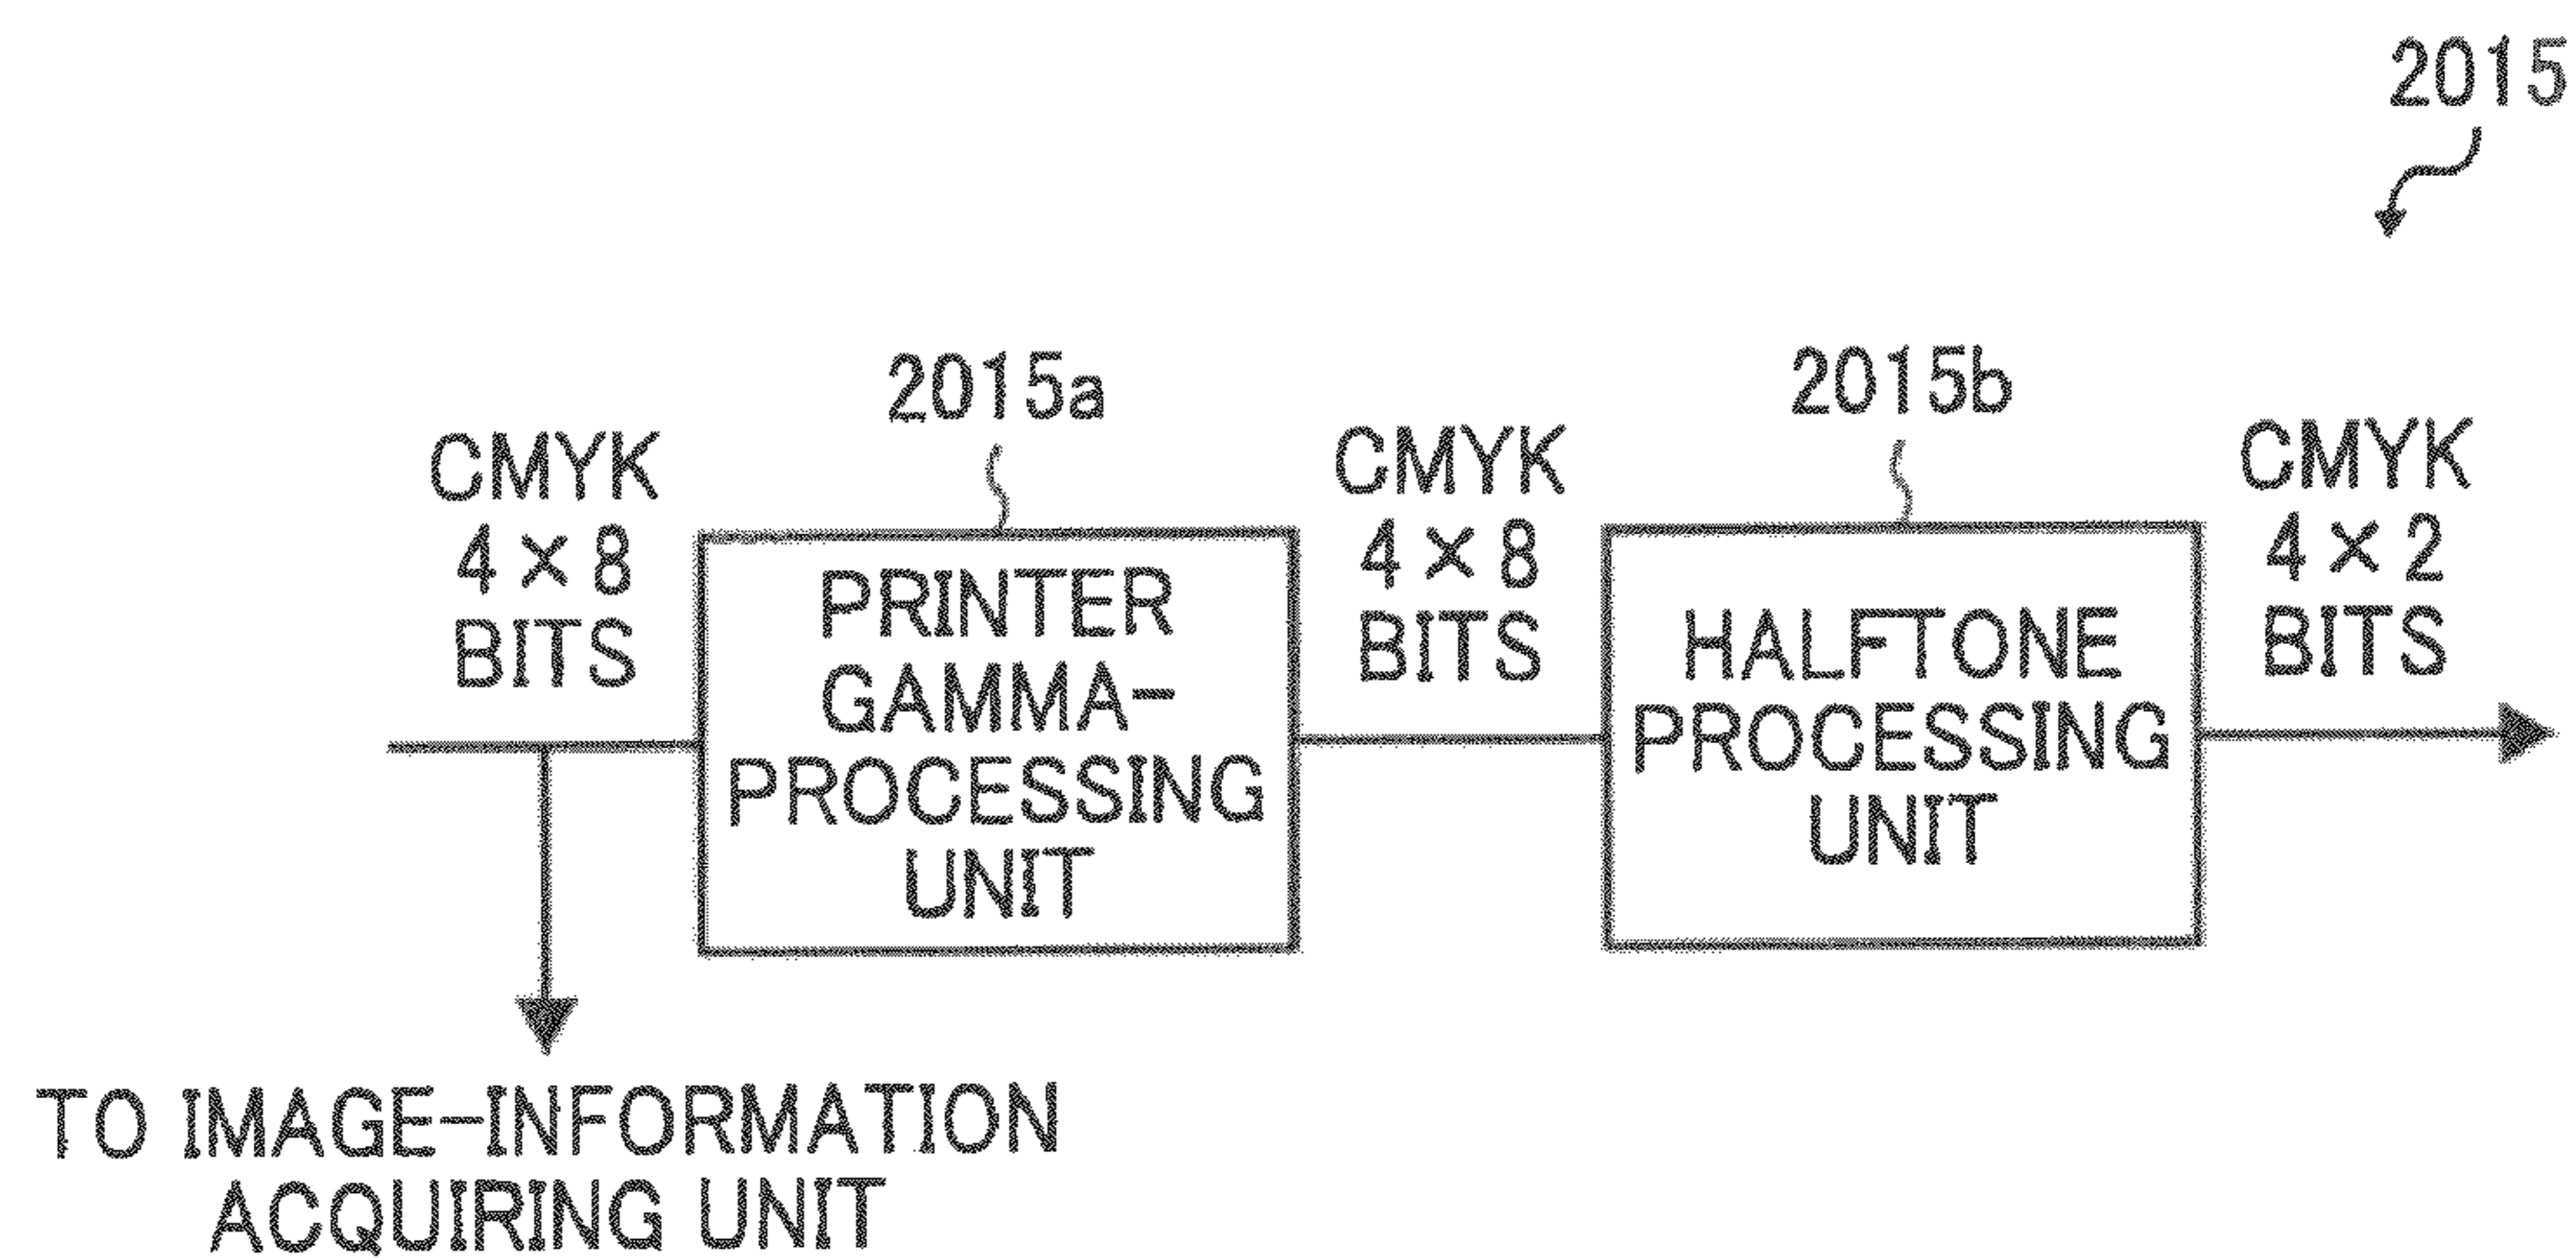 2015
2015a
2015b
CMYK
4 × 8
BITS
PRINTER
GAMMA-
PROCESSING
UNIT
CMYK
4 × 8
BITS
HALFTONE
PROCESSING
UNIT
CMYK
4 × 2
BITS
TO IMAGE-INFORMATION
ACQUIRING UNIT